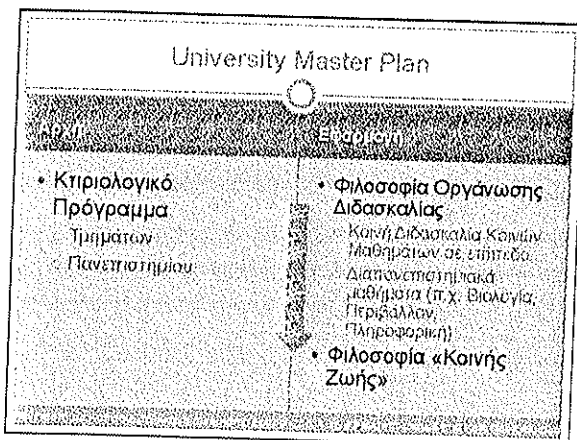 University Master Plan
Αρχή
Εφαρμογή
• Κτιριολογικό
Πρόγραμμα
Τμημάτων
Πανεπιστημίου
• Φιλοσοφία Οργάνωσης
Διδασκαλίας
Κοινή Διδασκαλία Κοινών
Μαθημάτων σε επίπεδο
Διαπανεπιστημιακά
μαθήματα (π.χ. Βιολογία,
Περιβάλλον,
Πληροφορική)
• Φιλοσοφία «Κοινής
Ζωής»